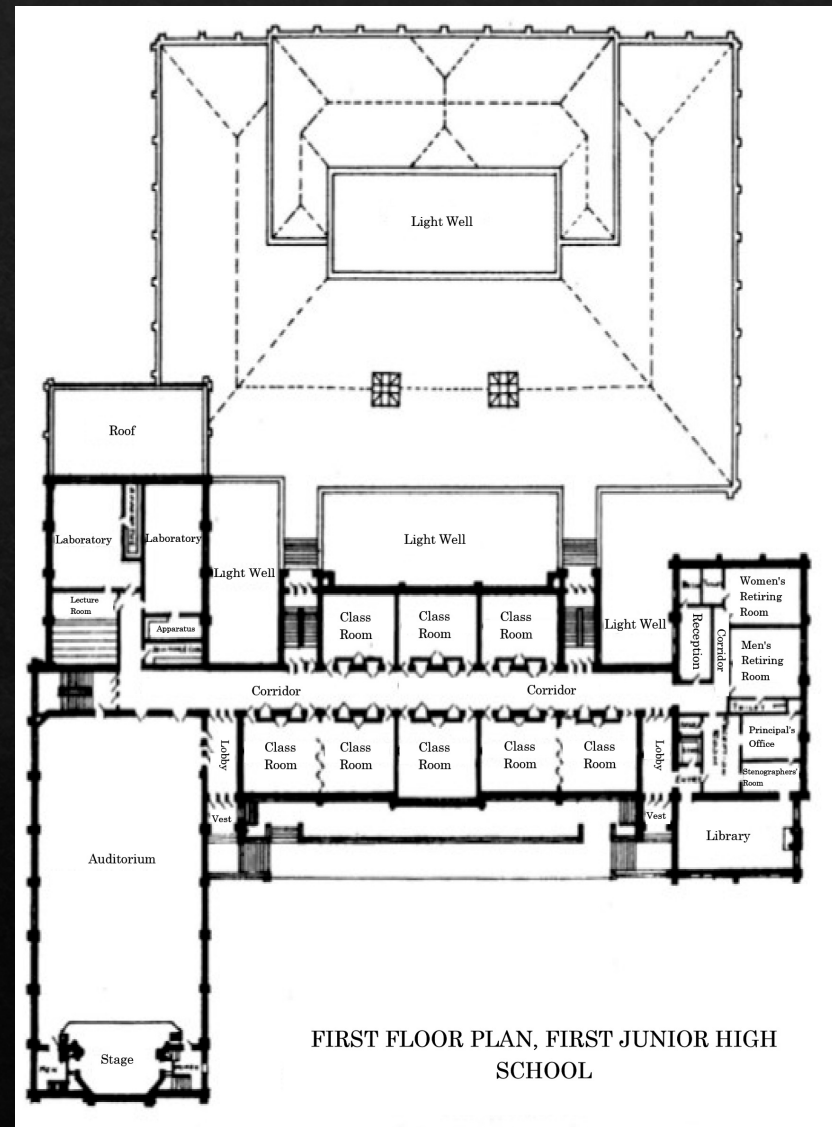 Light Well
Roof
Laboratory
Laboratory
Light Well
Light Well
Lecture
Room
Apparatus
Class
Room
Class
Room
Class
Room
Light Well
Reception
Corridor
Women's
Retiring
Room
Men's
Retiring
Room
Corridor
Corridor
TOILET
Lobby
Class
Room
Class
Room
Class
Room
Class
Room
Class
Room
Lobby
Principal's
Office
Stenographers'
Room
Vest
Vest
Library
Auditorium
Stage
MEN
WOMEN
FIRST FLOOR PLAN, FIRST JUNIOR HIGH
SCHOOL